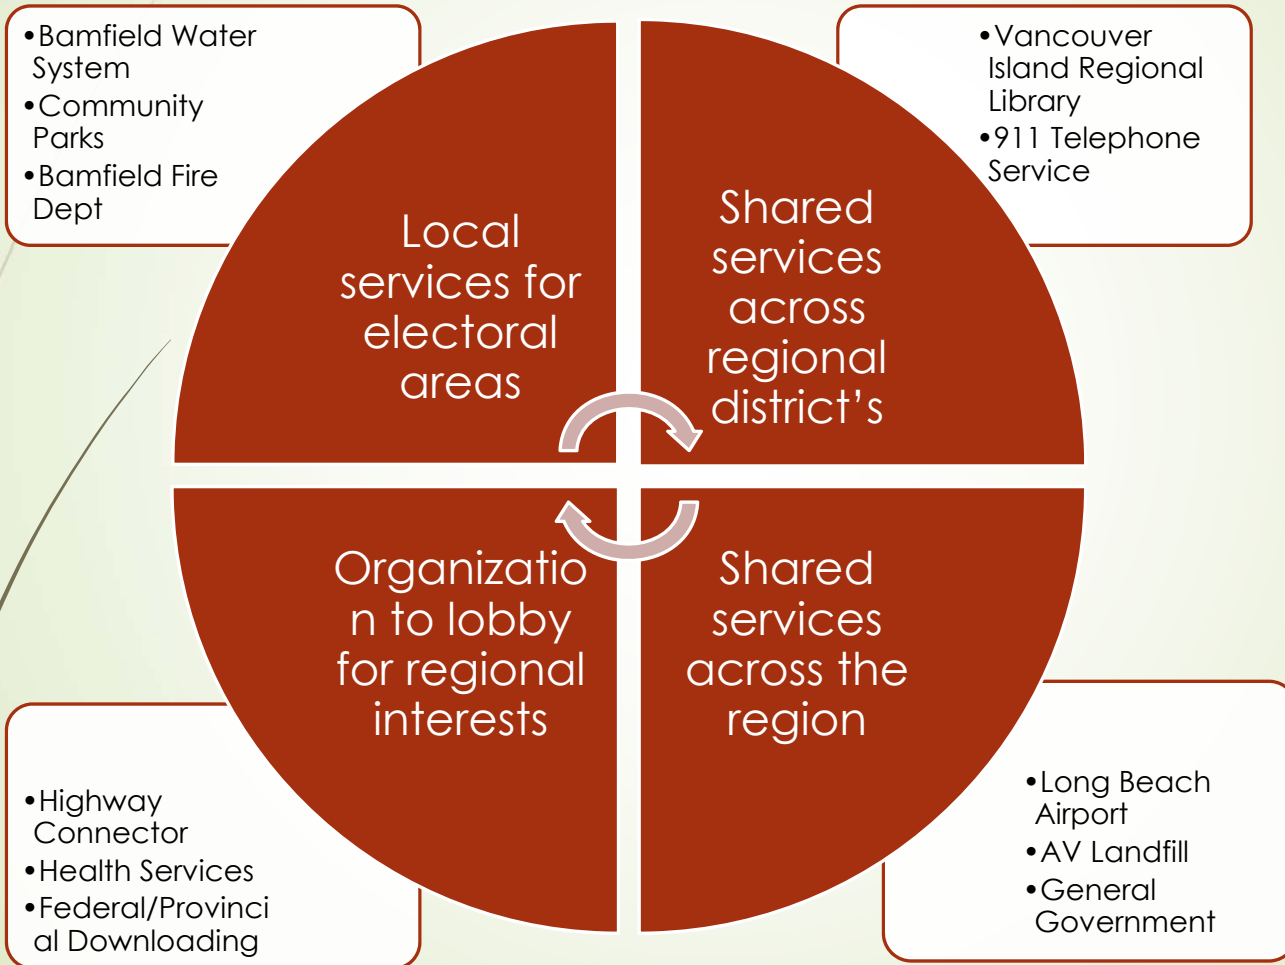 •Bamfield Water
System
•Community
Parks
•Bamfield Fire
Dept
•Vancouver
Island Regional
Library
•911 Telephone
Service
Local
services for
electoral
areas
Shared
services
across
regional
district’s
Organizatio
n to lobby
for regional
interests
Shared
services
across the
region
•Highway
Connector
•Health Services
•Federal/Provinci
al Downloading
•Long Beach
Airport
•AV Landfill
•General
Government